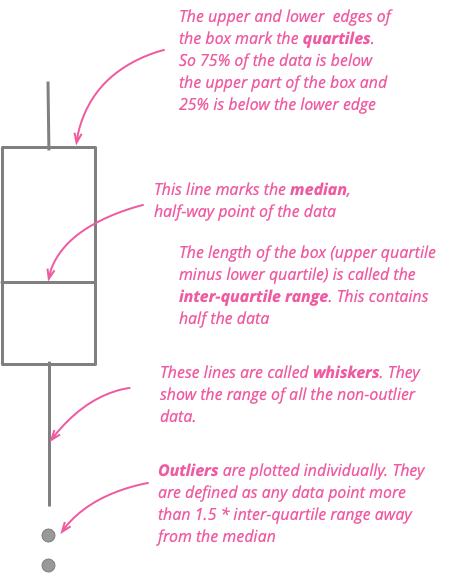 The upper and lower edges of
the box mark the quartiles.
So 75% of the data is below
the upper part of the box and
25% is below the lower edge
This line marks the median,
half-way point of the data
The length of the box (upper quartile
minus lower quartile) is called the
inter-quartile range. This contains
half the data
These lines are called whiskers. They
show the range of all the non-outlier
data.
Outliers are plotted individually. They
are defined as any data point more
than 1.5 * inter-quartile range away
from the median